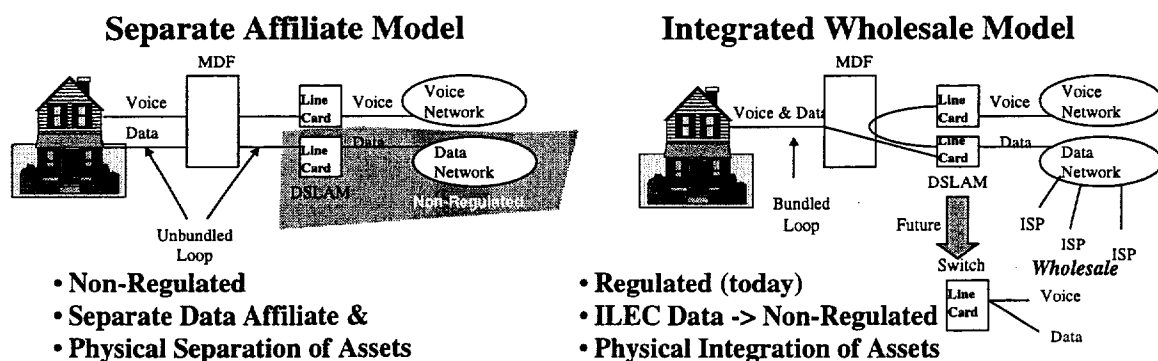 Separate Affiliate Model
MDF
Voice
Data
Line
Card
Voice
Voice
Network
Line
Card
Data
Data
Network
DSLAM
Non-Regulated
Unbundled
Loop
• Non-Regulated
• Separate Data Affiliate &
• Physical Separation of Assets
Integrated Wholesale Model
MDF
Voice & Data
Line
Card
Voice
Voice
Network
Line
Card
Data
Data
Network
DSLAM
Bundled
Loop
Future
ISP
ISP
ISP
Wholesale
Switch
Line
Card
Voice
Data
• Regulated (today)
• ILEC Data -> Non-Regulated
• Physical Integration of Assets